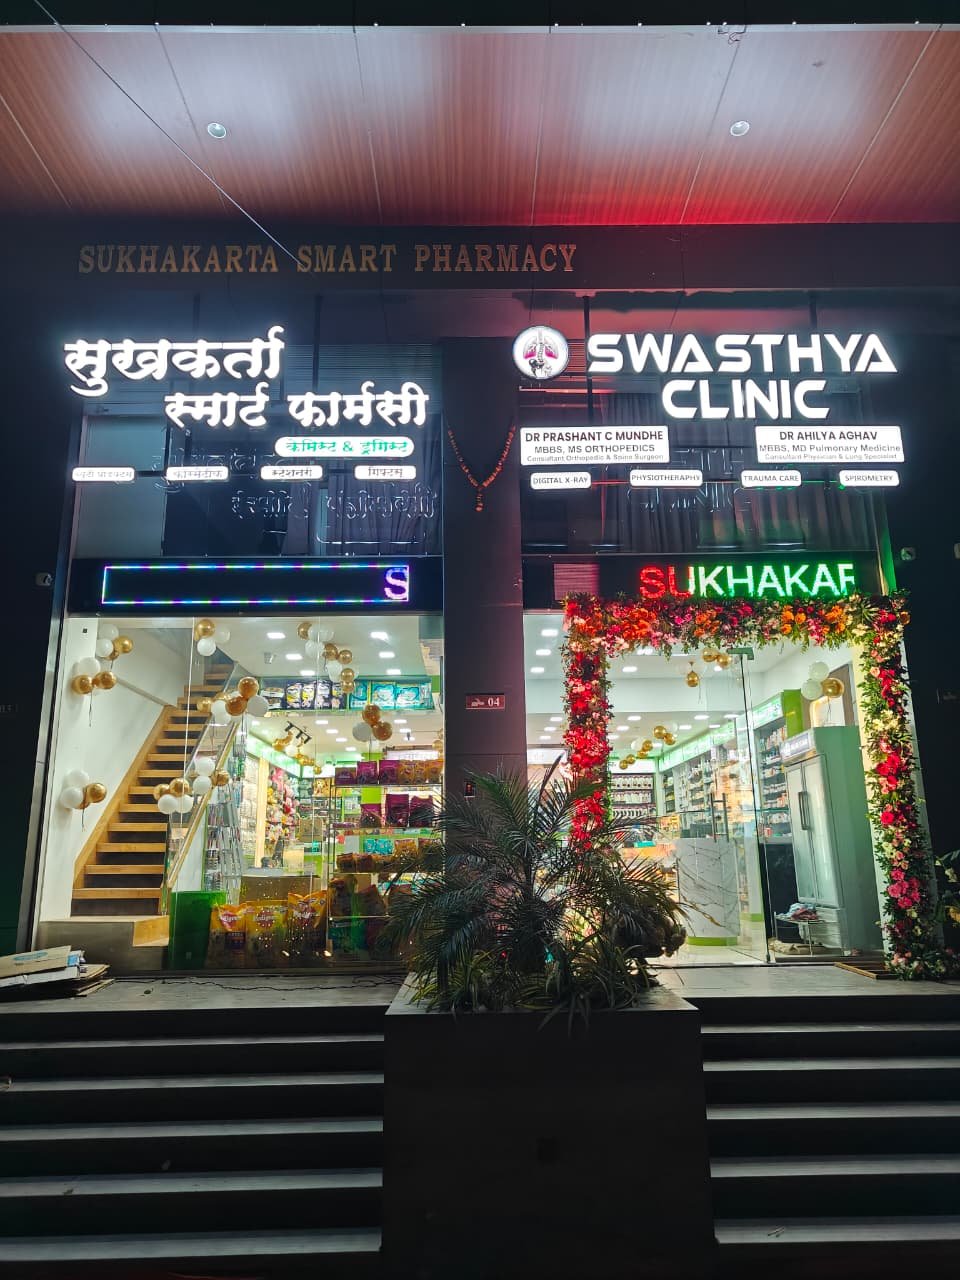 SUKHAKARTA SMART PHARMACY
सुखकर्ता
स्मार्ट फार्मसी
केमिस्ट & ड्रगिस्ट
कॉस्मेटीक
स्टेशनरी
गिफ्टस्
SWASTHYA
CLINIC
DR PRASHANT C MUNDHE
MBBS, MS ORTHOPEDICS
Consultant Orthopedic & Spine Surgeon
DR AHILYA AGHAV
MBBS, MD Pulmonary Medicine
Consultant Physician & Lung Specialist
DIGITAL X-RAY
PHYSIOTHERAPHY
TRAUMA CARE
SPIROMETRY
S
SUKHAKAR
04